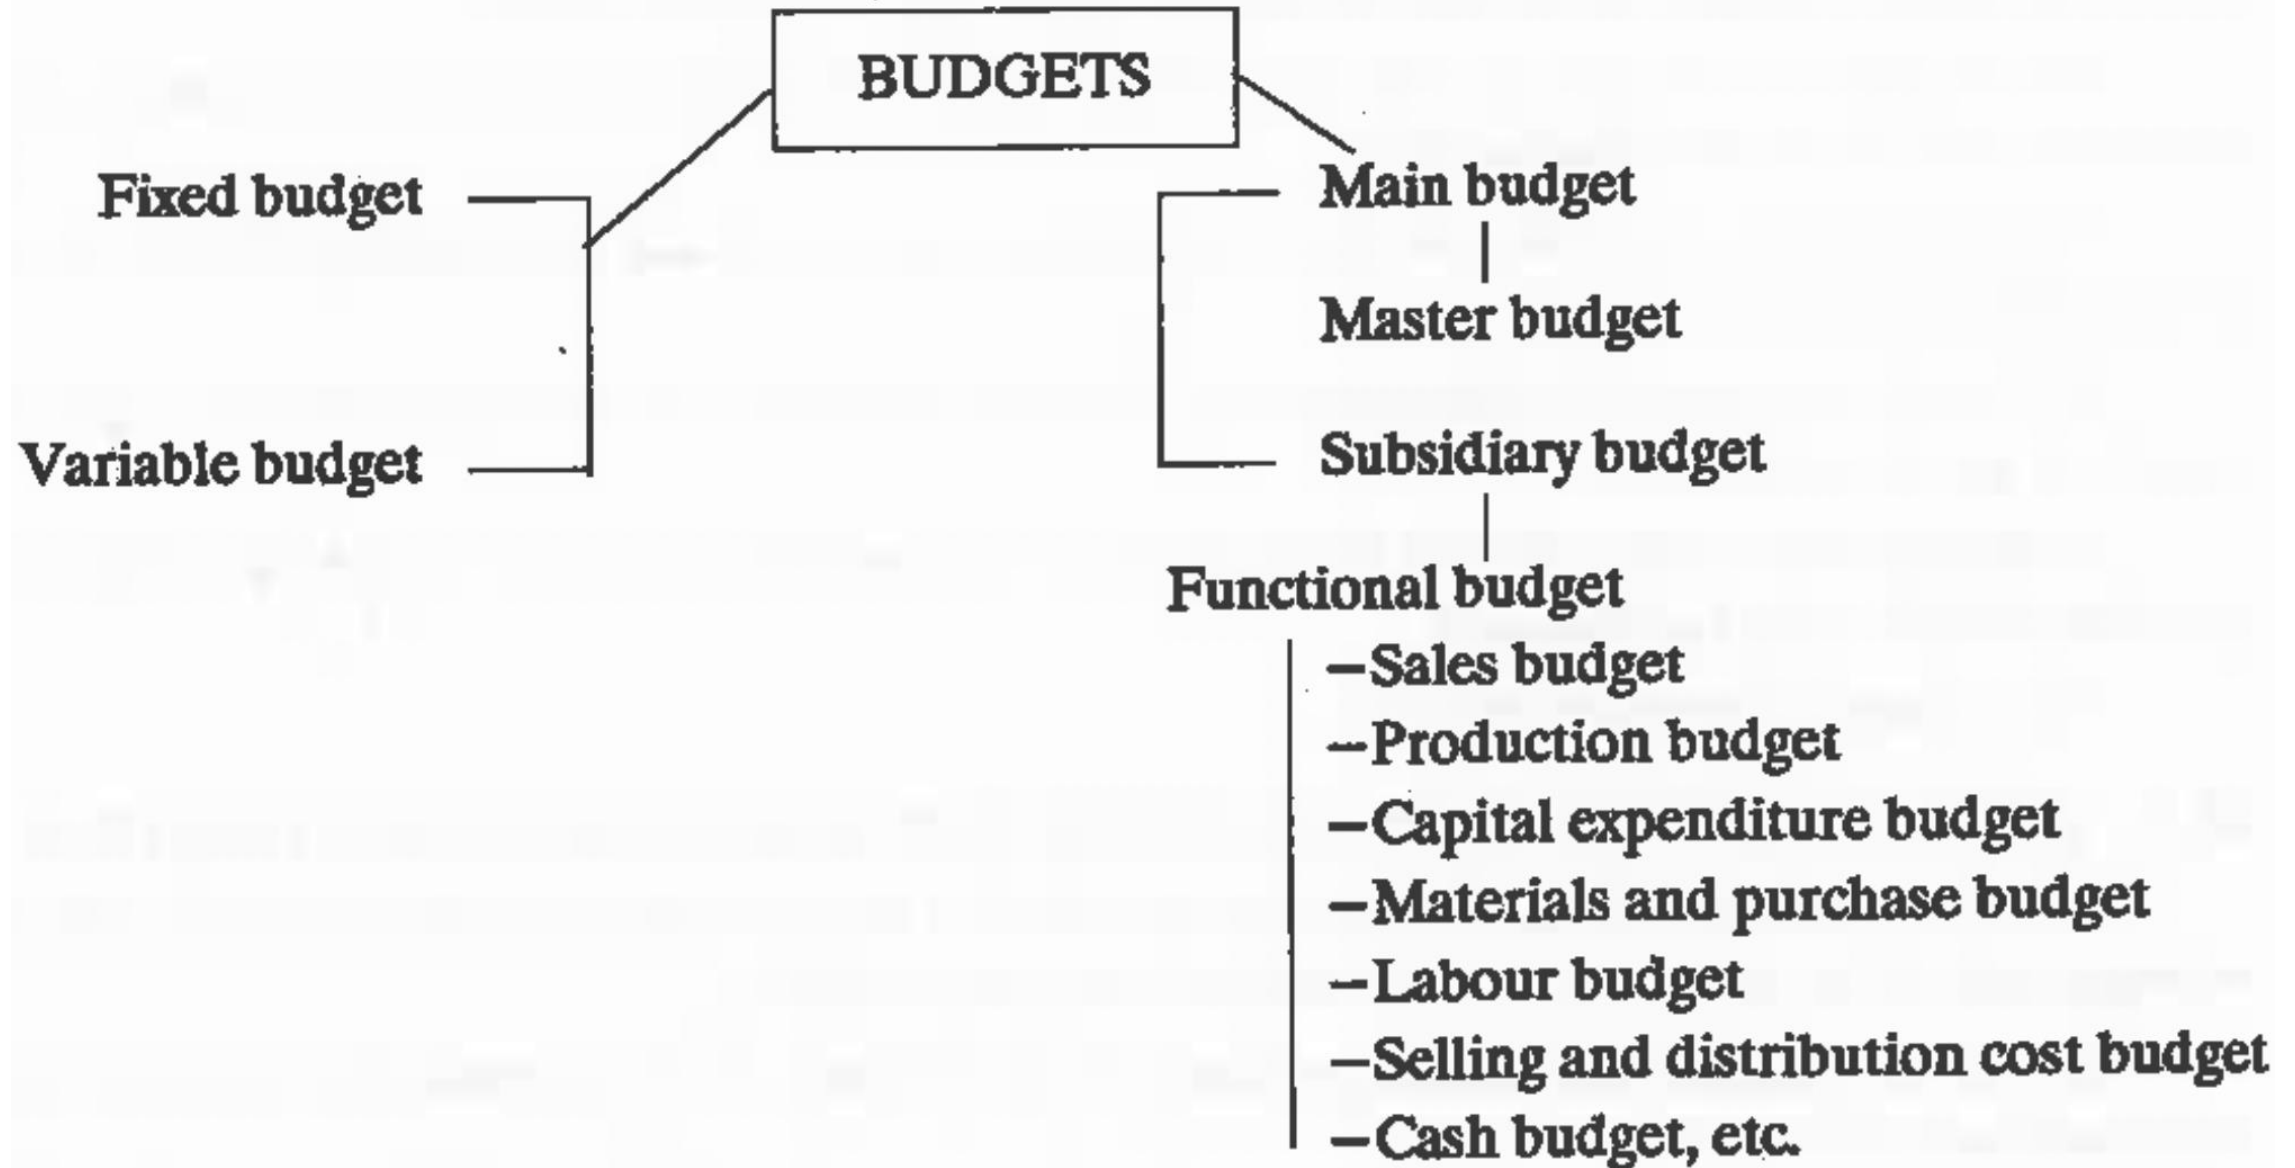 BUDGETS
Fixed budget
Variable budget
Main budget
Master budget
Subsidiary budget
Functional budget
–Sales budget
–Production budget
–Capital expenditure budget
–Materials and purchase budget
–Labour budget
–Selling and distribution cost budget
–Cash budget, etc.